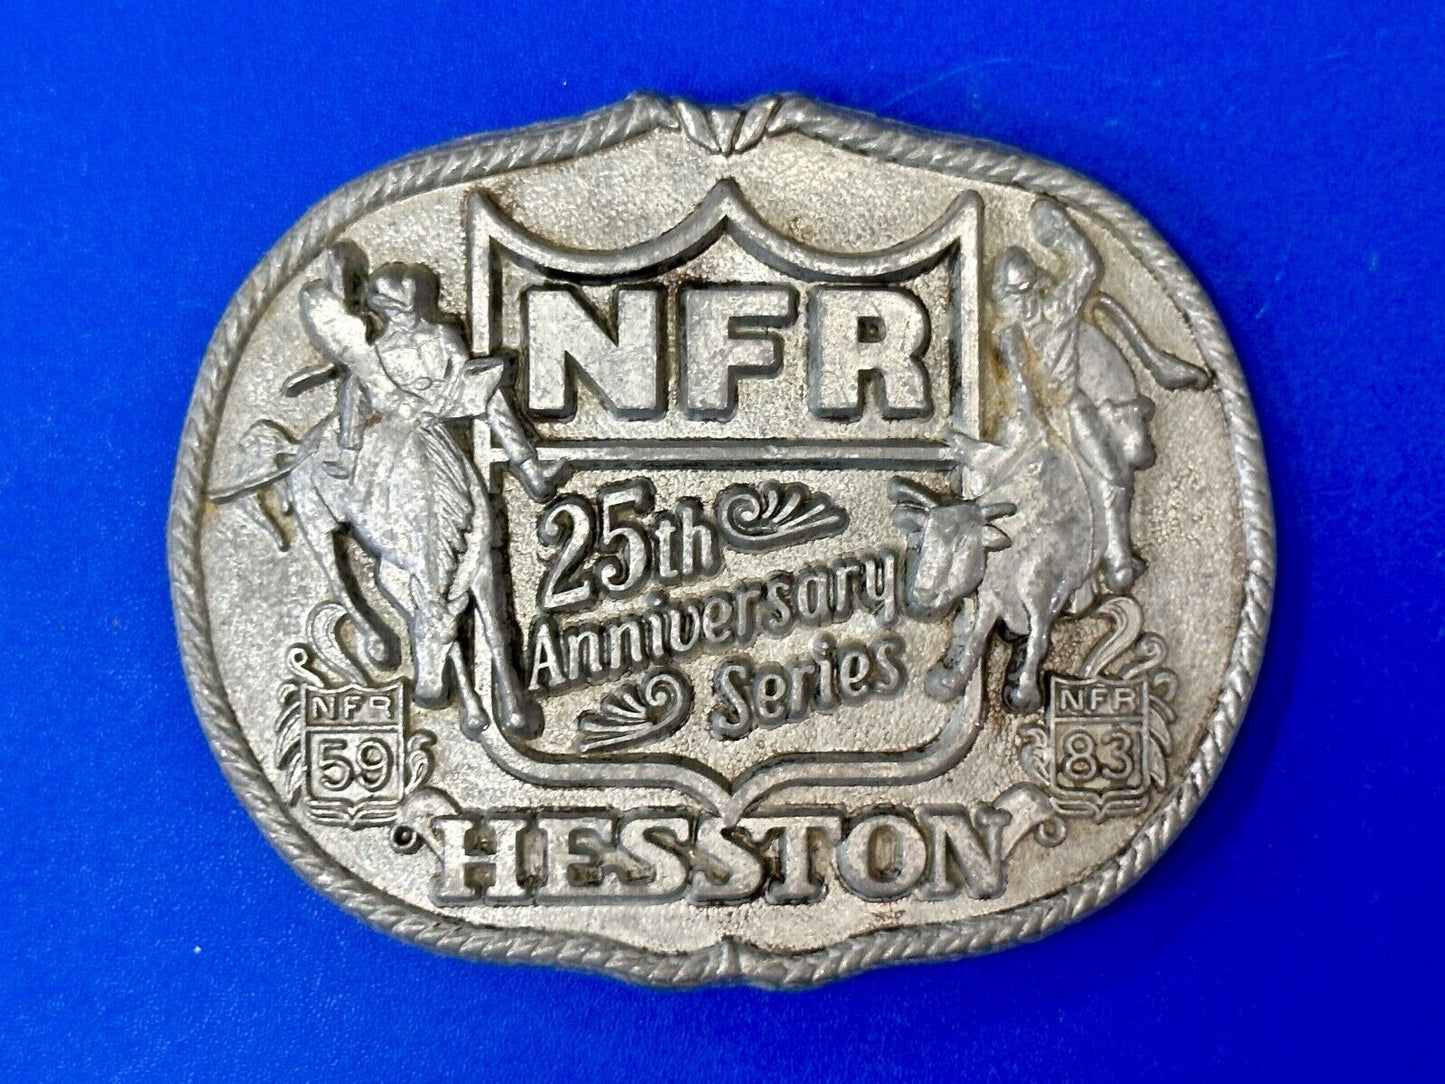 NFR
25th
Anniversary
Series
NFR
59
NFR
83
HESSTON